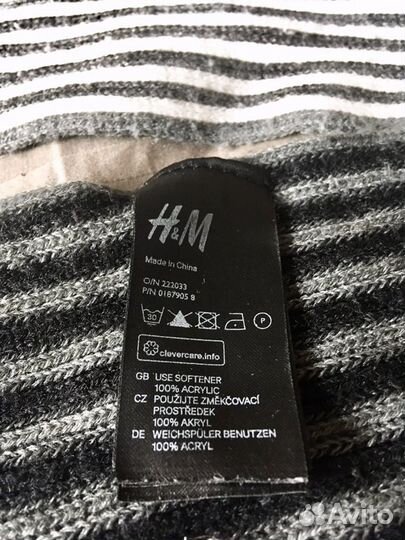 H&M
Made in China
O/N 222033
P/N 0187905 8
30 P
clevercare.info
GB USE SOFTENER
100% ACRYLIC
CZ POUŽIJTE ZMĚKČOVACÍ
PROSTŘEDEK
100% AKRYL
DE WEICHSPÜLER BENUTZEN
100% ACRYL
Avito